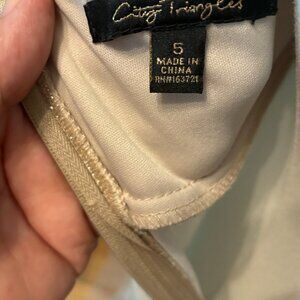 City Triangles
5
MADE IN
CHINA
RN#163721